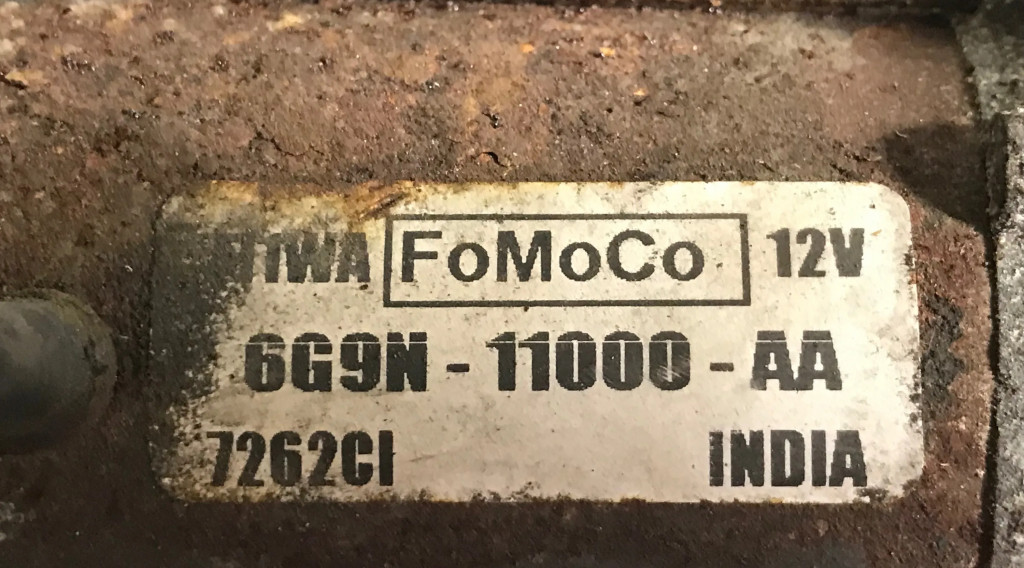 FoMoCo 12V
6G9N - 11000 - AA
7262CI INDIA